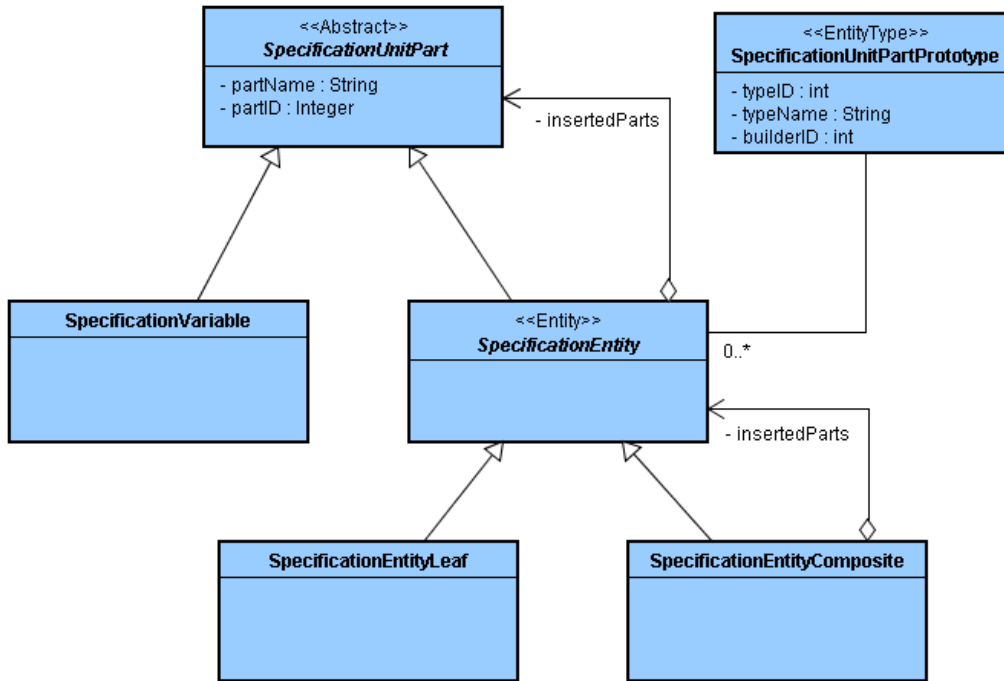 <<Abstract>>
SpecificationUnitPart
- partName : String
- partID : Integer
<<EntityType>>
SpecificationUnitPartPrototype
- typeID : int
- typeName : String
- builderID : int
- insertedParts
SpecificationVariable
<<Entity>>
SpecificationEntity
0..*
- insertedParts
SpecificationEntityLeaf
SpecificationEntityComposite